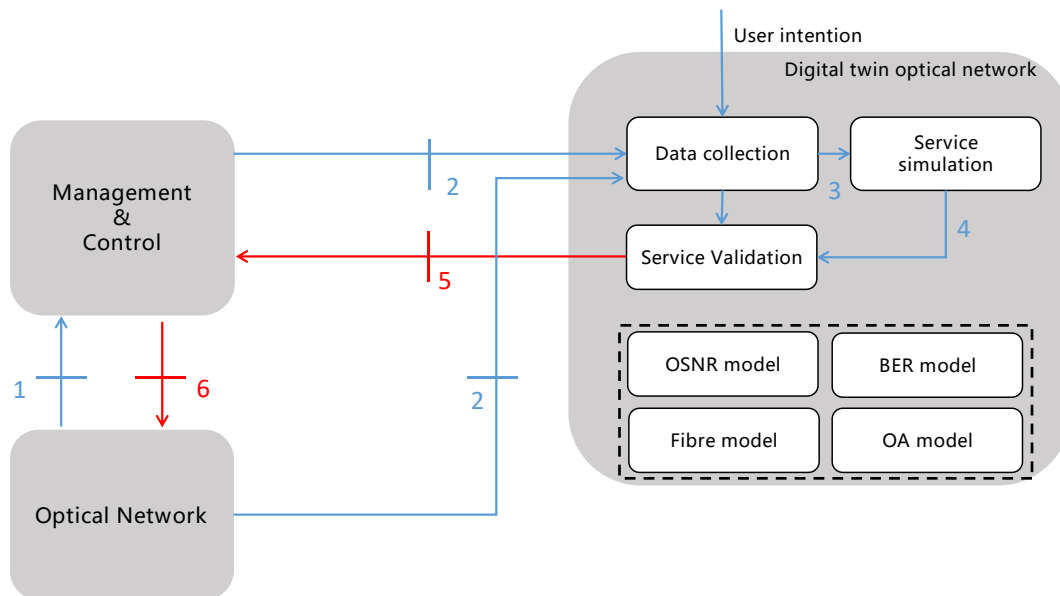 User intention
Digital twin optical network
Data collection
Service
simulation
Management
&
Control
2
3
4
Service Validation
5
1
6
2
OSNR model
BER model
Fibre model
OA model
Optical Network